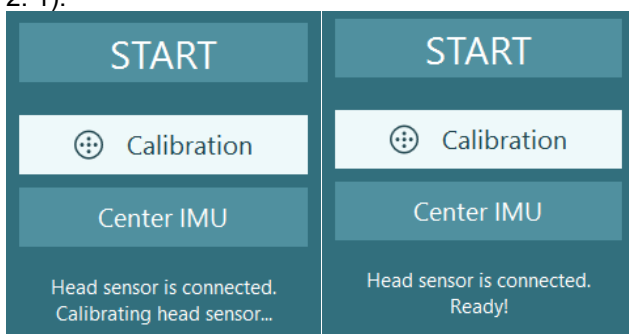 2. 1).
START
Calibration
Center IMU
Head sensor is connected.
Calibrating head sensor...
START
Calibration
Center IMU
Head sensor is connected.
Ready!